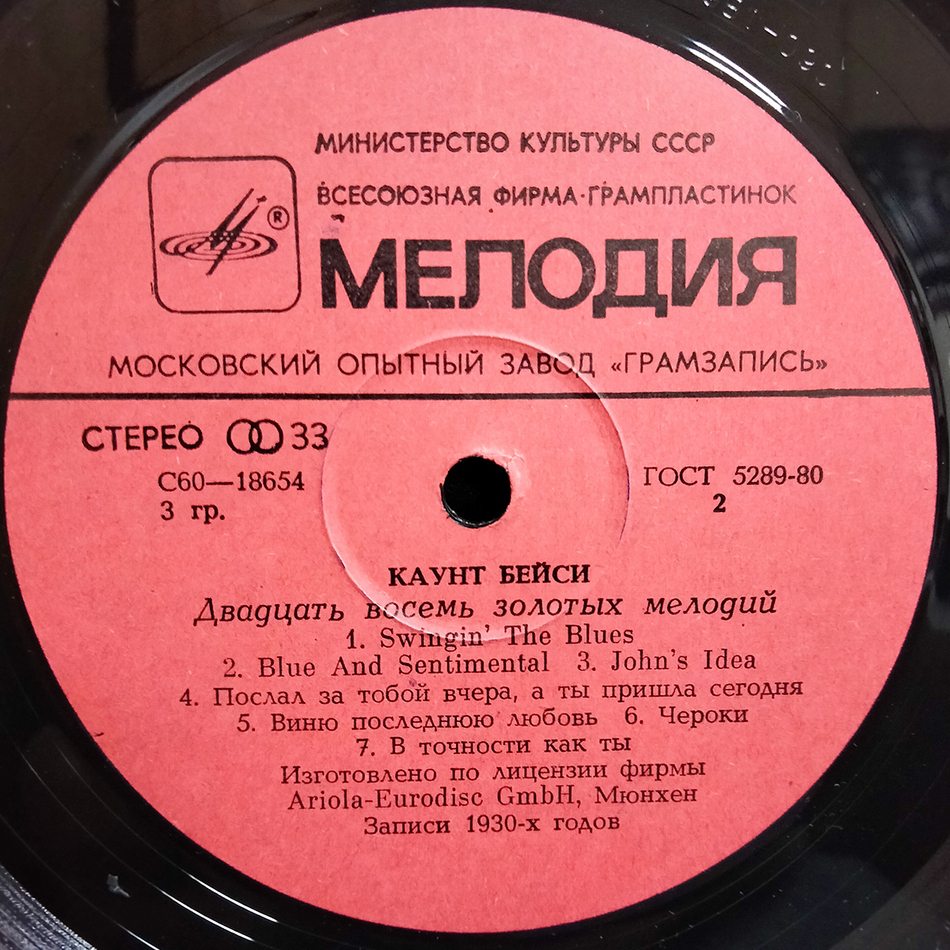 МИНИСТЕРСТВО КУЛЬТУРЫ СССР
ВСЕСОЮЗНАЯ ФИРМА·ГРАМПЛАСТИНОК
®
МЕЛОДИЯ
МОСКОВСКИЙ ОПЫТНЫЙ ЗАВОД «ГРАМЗАПИСЬ»
СТЕРЕО 33
С60—18654
3 гр.
ГОСТ 5289-80
2
КАУНТ БЕЙСИ
Двадцать восемь золотых мелодий
1. Swingin' The Blues
2. Blue And Sentimental 3. John's Idea
4. Послал за тобой вчера, а ты пришла сегодня
5. Виню последнюю любовь 6. Чероки
7. В точности как ты
Изготовлено по лицензии фирмы
Ariola-Eurodisc GmbH, Мюнхен
Записи 1930-х годов